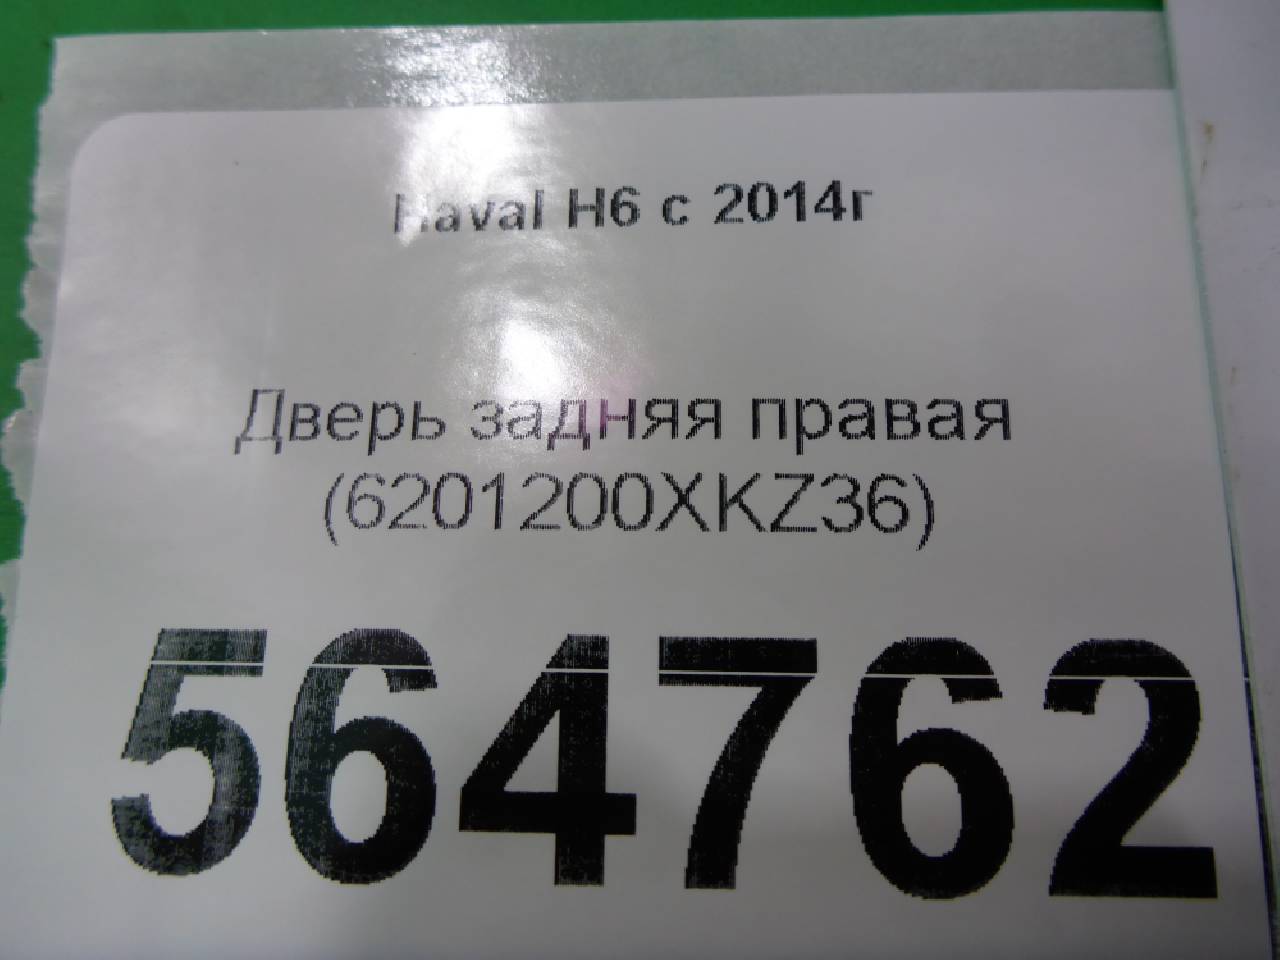 Haval H6 с 2014г
Дверь задняя правая
(6201200XKZ36)
564762